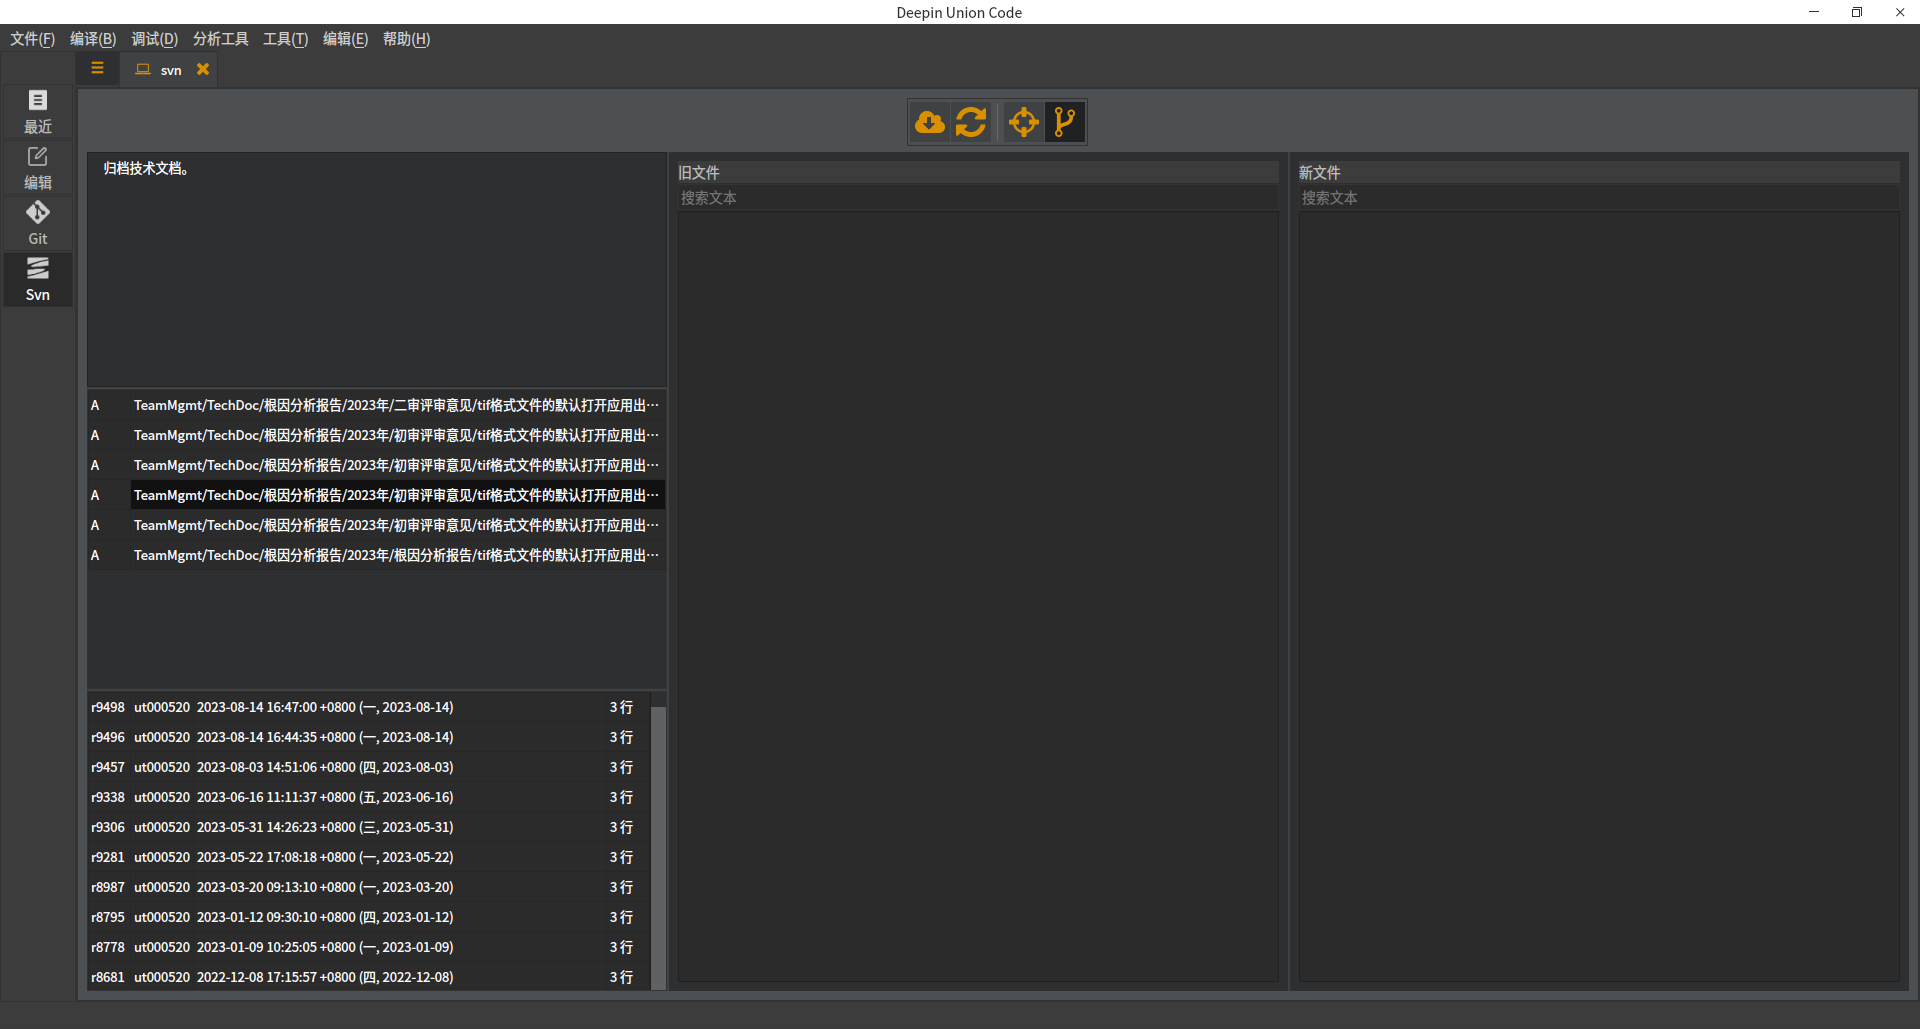 Deepin Union Code
文件(F) 编译(B) 调试(D) 分析工具 工具(T) 编辑(E) 帮助(H)
svn
最近
编辑
Git
Svn
归档技术文档。
A TeamMgmt/TechDoc/根因分析报告/2023年/二审评审意见/tif格式文件的默认打开应用出…
A TeamMgmt/TechDoc/根因分析报告/2023年/初审评审意见/tif格式文件的默认打开应用出…
A TeamMgmt/TechDoc/根因分析报告/2023年/初审评审意见/tif格式文件的默认打开应用出…
A TeamMgmt/TechDoc/根因分析报告/2023年/初审评审意见/tif格式文件的默认打开应用出…
A TeamMgmt/TechDoc/根因分析报告/2023年/初审评审意见/tif格式文件的默认打开应用出…
A TeamMgmt/TechDoc/根因分析报告/2023年/根因分析报告/tif格式文件的默认打开应用出…
r9498 ut000520 2023-08-14 16:47:00 +0800 (一, 2023-08-14) 3 行
r9496 ut000520 2023-08-14 16:44:35 +0800 (一, 2023-08-14) 3 行
r9457 ut000520 2023-08-03 14:51:06 +0800 (四, 2023-08-03) 3 行
r9338 ut000520 2023-06-16 11:11:37 +0800 (五, 2023-06-16) 3 行
r9306 ut000520 2023-05-31 14:26:23 +0800 (三, 2023-05-31) 3 行
r9281 ut000520 2023-05-22 17:08:18 +0800 (一, 2023-05-22) 3 行
r8987 ut000520 2023-03-20 09:13:10 +0800 (一, 2023-03-20) 3 行
r8795 ut000520 2023-01-12 09:30:10 +0800 (四, 2023-01-12) 3 行
r8778 ut000520 2023-01-09 10:25:05 +0800 (一, 2023-01-09) 3 行
r8681 ut000520 2022-12-08 17:15:57 +0800 (四, 2022-12-08) 3 行
旧文件
搜索文本
新文件
搜索文本